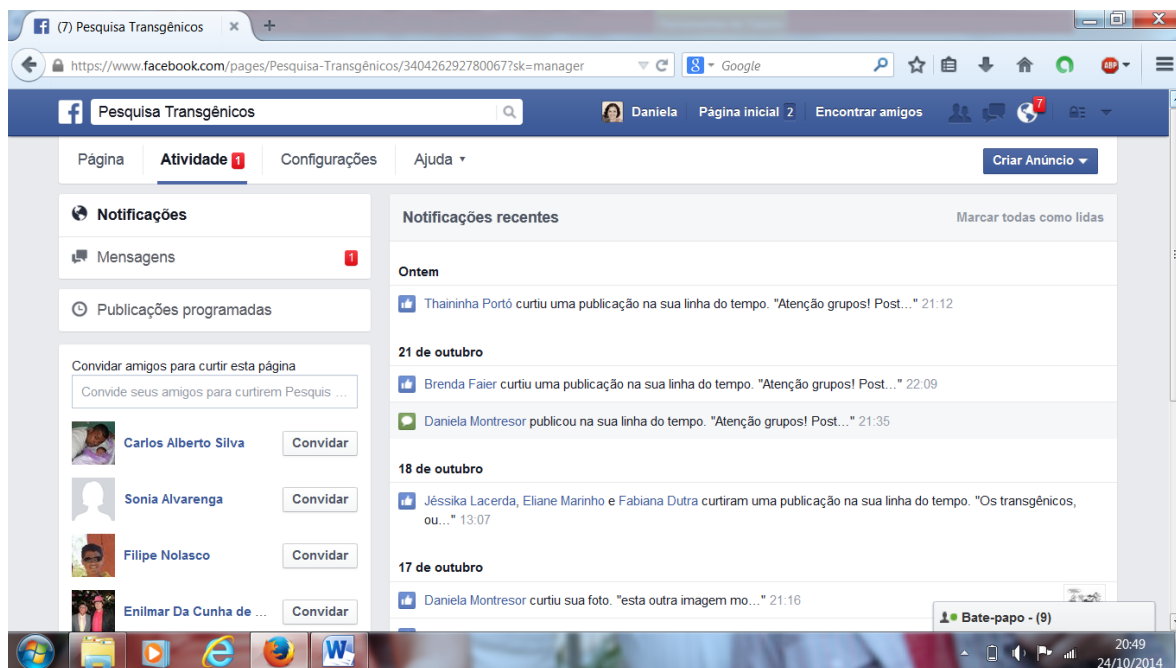 (7) Pesquisa Transgênicos
https://www.facebook.com/pages/Pesquisa-Transgênicos/340426292780067?sk=manager
Google
ABP
Pesquisa Transgênicos
Daniela
Página inicial 2
Encontrar amigos
7
Página
Atividade 1
Configurações
Ajuda
Criar Anúncio
Notificações
Mensagens
1
Publicações programadas
Convidar amigos para curtir esta página
Convide seus amigos para curtirem Pesquis ...
Carlos Alberto Silva
Convidar
Sonia Alvarenga
Convidar
Filipe Nolasco
Convidar
Enilmar Da Cunha de ...
Convidar
Notificações recentes
Marcar todas como lidas
Ontem
Thaininha Portó curtiu uma publicação na sua linha do tempo. "Atenção grupos! Post..." 21:12
21 de outubro
Brenda Faier curtiu uma publicação na sua linha do tempo. "Atenção grupos! Post..." 22:09
Daniela Montresor publicou na sua linha do tempo. "Atenção grupos! Post..." 21:35
18 de outubro
Jéssika Lacerda, Eliane Marinho e Fabiana Dutra curtiram uma publicação na sua linha do tempo. "Os transgênicos,
ou..." 13:07
17 de outubro
Daniela Montresor curtiu sua foto. "esta outra imagem mo..." 21:16
Bate-papo - (9)
20:49
24/10/2014